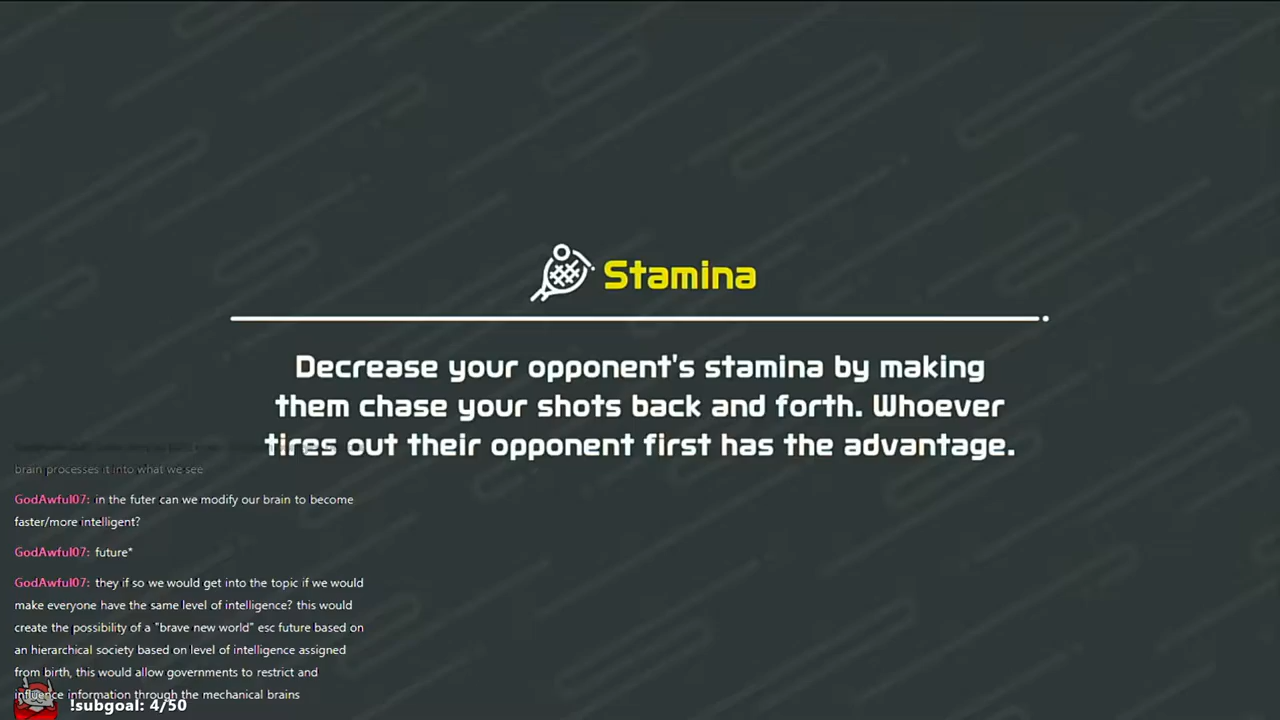 Stamina
Decrease your opponent's stamina by making
them chase your shots back and forth. Whoever
tires out their opponent first has the advantage.
brain processes it into what we see
GodAwful07: in the futer can we modify our brain to become
faster/more intelligent?
GodAwful07: future*
GodAwful07: they if so we would get into the topic if we would
make everyone have the same level of intelligence? this would
create the possibility of a "brave new world" esc future based on
an hierarchical society based on level of intelligence assigned
from birth, this would allow governments to restrict and
influence information through the mechanical brains
!subgoal: 4/50